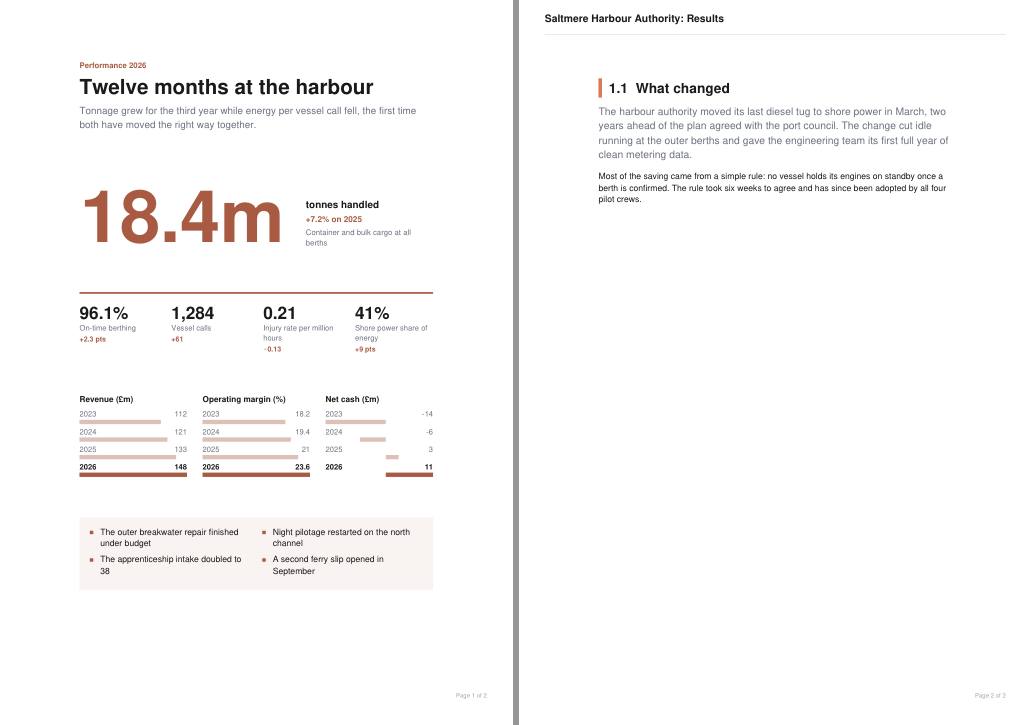 Performance 2026
Twelve months at the harbour
Tonnage grew for the third year while energy per vessel call fell, the first time
both have moved the right way together.
18.4m
tonnes handled
+7.2% on 2025
Container and bulk cargo at all
berths
96.1%
On-time berthing
+2.3 pts
1,284
Vessel calls
+61
0.21
Injury rate per million
hours
-0.13
41%
Shore power share of
energy
+9 pts
Revenue (£m)
2023 112
2024 121
2025 133
2026 148
Operating margin (%)
2023 18.2
2024 19.4
2025 21
2026 23.6
Net cash (£m)
2023 -14
2024 -6
2025 3
2026 11
The outer breakwater repair finished
under budget
Night pilotage restarted on the north
channel
The apprenticeship intake doubled to
38
A second ferry slip opened in
September
Page 1 of 2
Saltmere Harbour Authority: Results
1.1 What changed
The harbour authority moved its last diesel tug to shore power in March, two
years ahead of the plan agreed with the port council. The change cut idle
running at the outer berths and gave the engineering team its first full year of
clean metering data.
Most of the saving came from a simple rule: no vessel holds its engines on standby once a
berth is confirmed. The rule took six weeks to agree and has since been adopted by all four
pilot crews.
Page 2 of 2